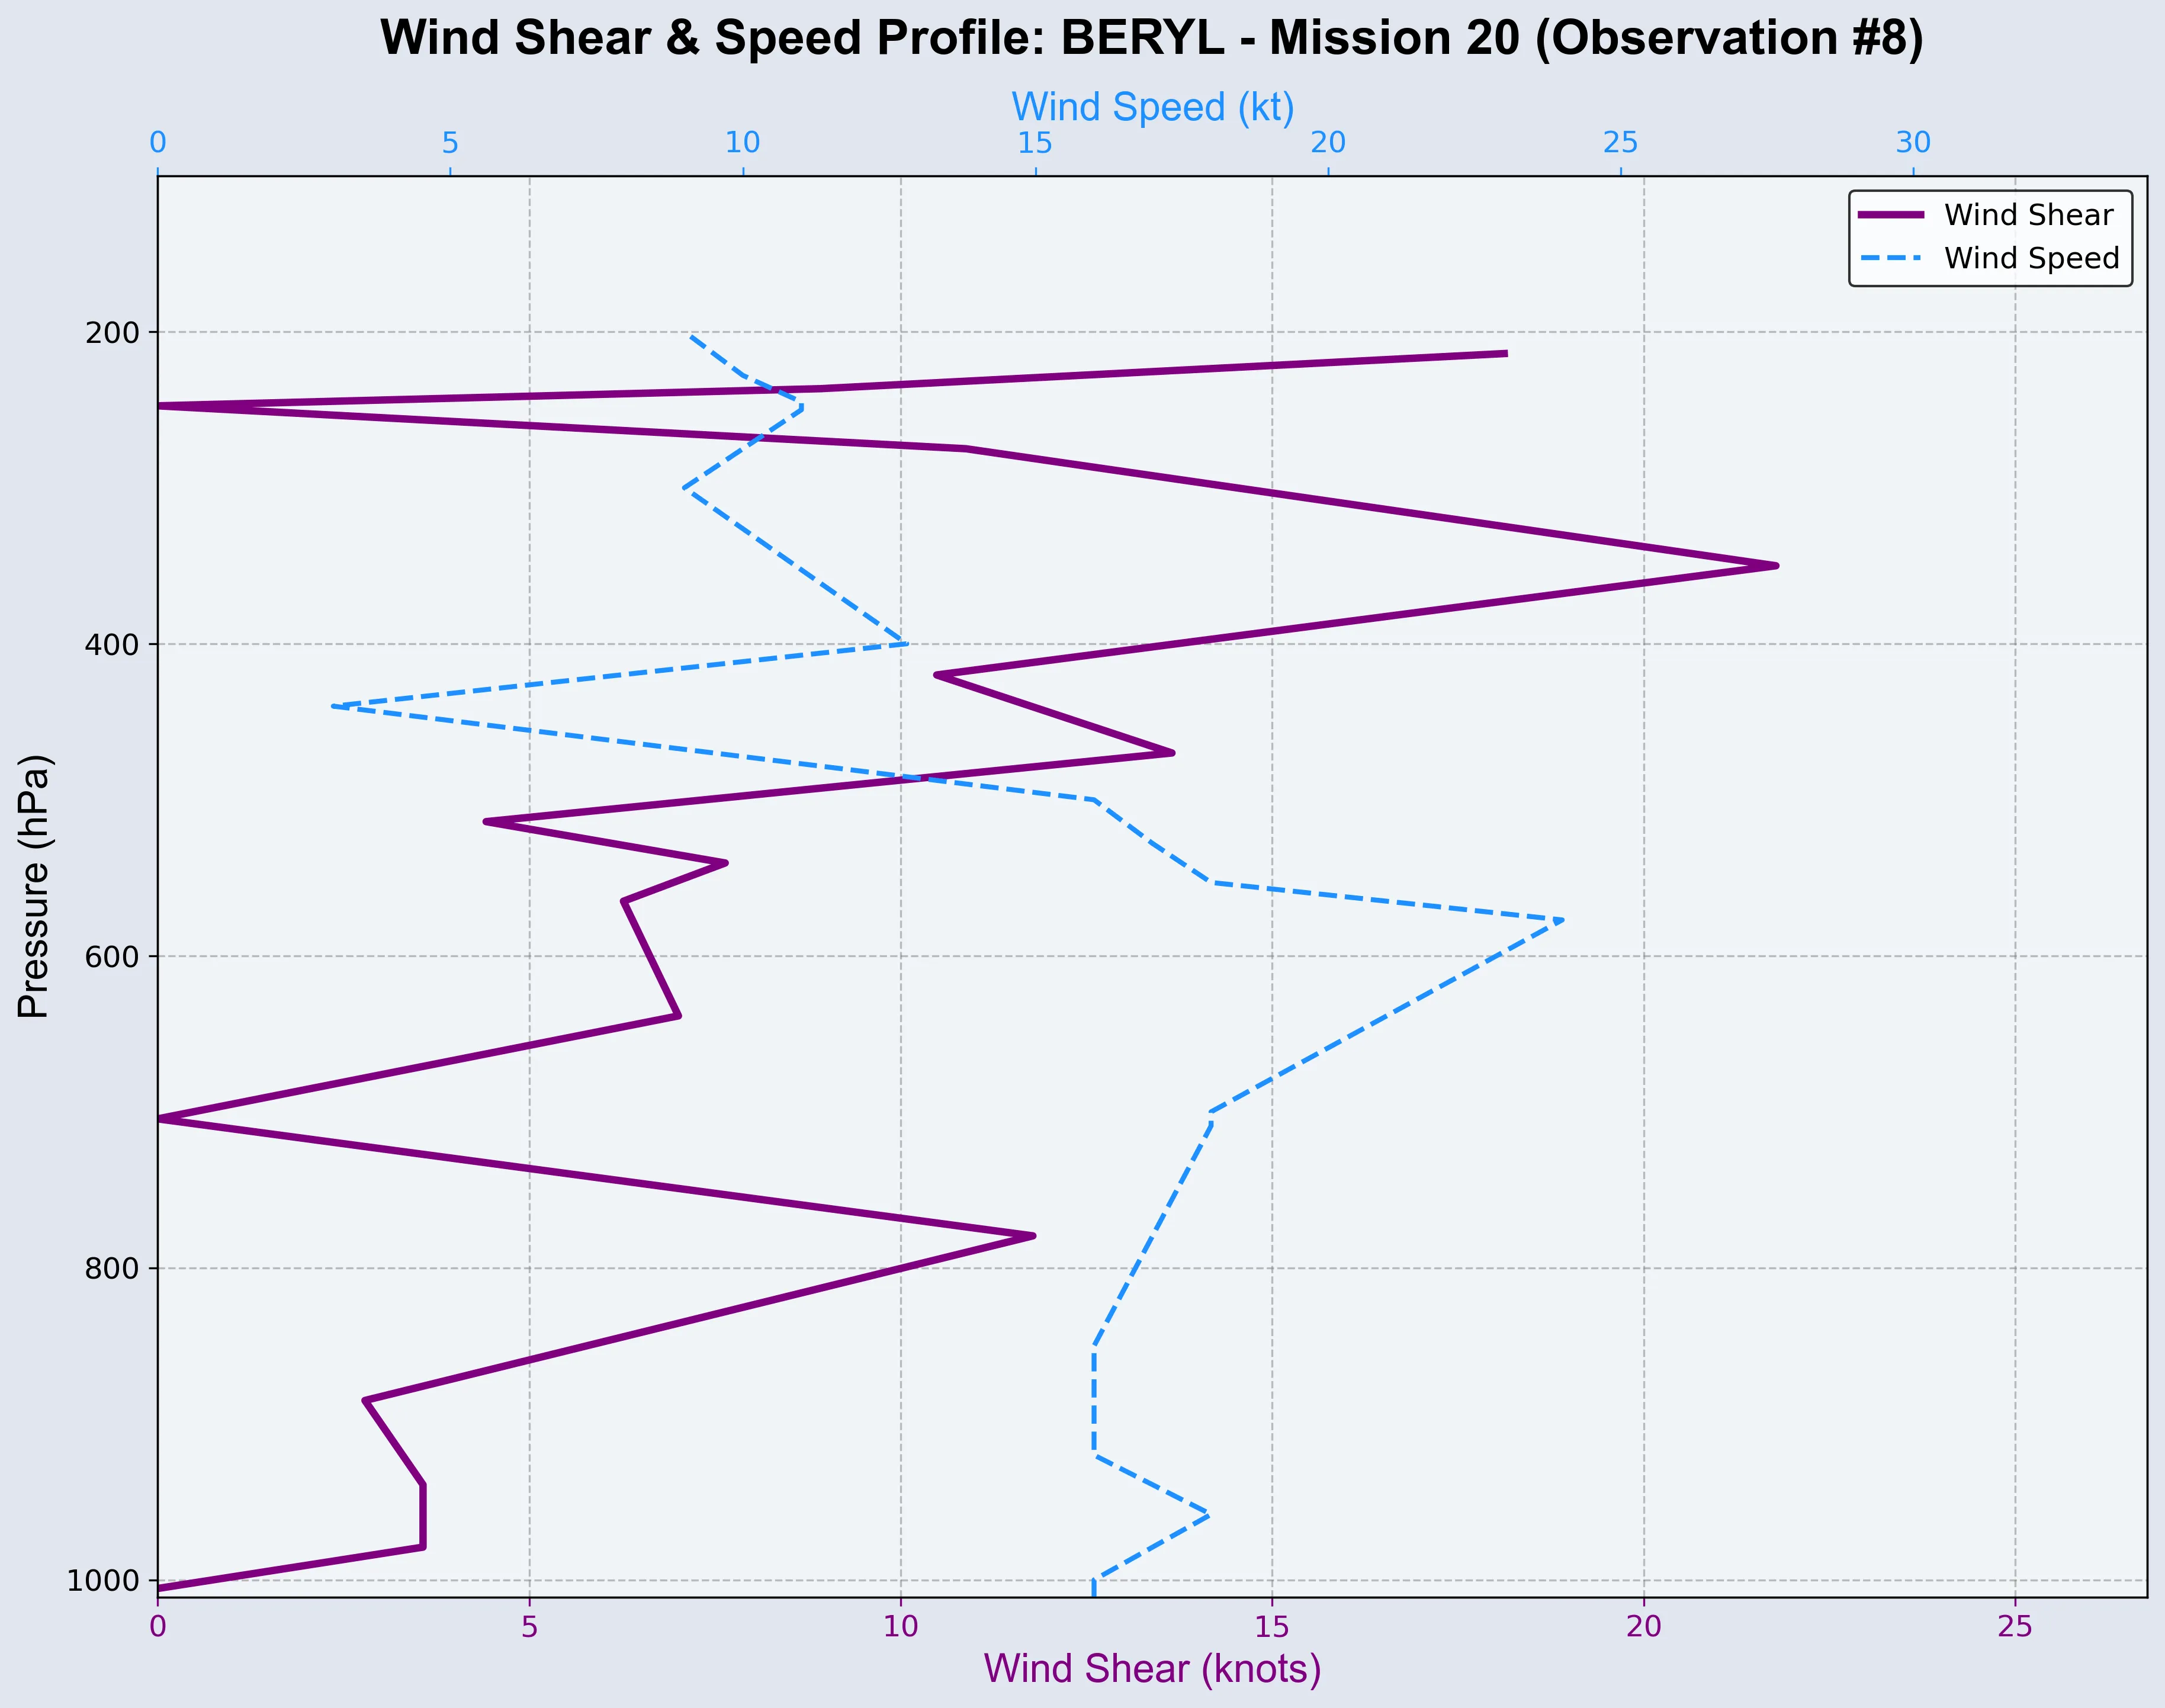 Wind Shear & Speed Profile: BERYL - Mission 20 (Observation #8)
Wind Speed (kt)
0 5 10 15 20 25 30
Wind Shear
Wind Speed
200
400
600
800
1000
Pressure (hPa)
0 5 10 15 20 25
Wind Shear (knots)